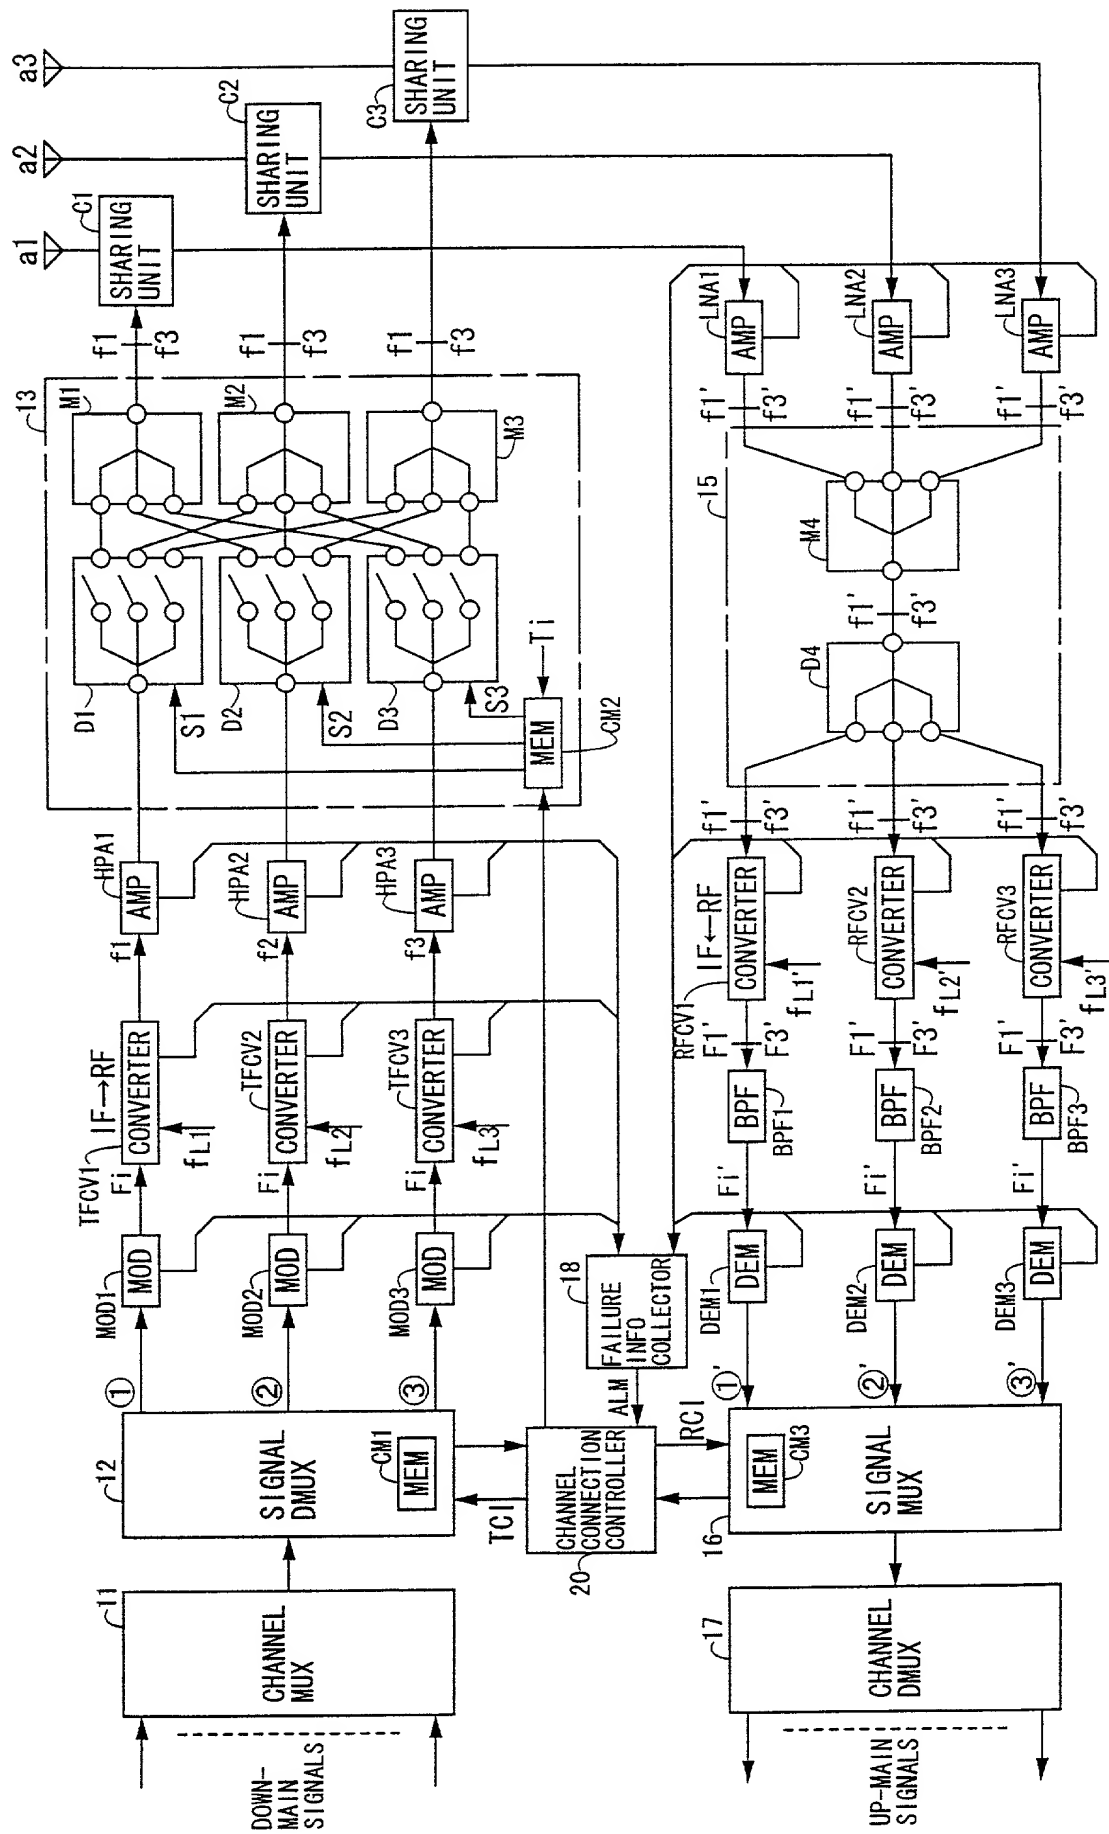 DOWN-
MAIN
SIGNALS
CHANNEL
MUX
11
SIGNAL
DMUX
12
MEM
CM1
①
②
③
MOD1
MOD
MOD2
MOD
MOD3
MOD
Fi
Fi
Fi
TFCV1
IF→RF
CONVERTER
fL1
TFCV2
CONVERTER
fL2
TFCV3
CONVERTER
fL3
f1
f2
f3
HPA1
AMP
HPA2
AMP
HPA3
AMP
13
D1
S1
D2
S2
D3
S3
MEM
CM2
Ti
M1
M2
M3
f1
f3
f1
f3
f1
f3
C1
SHARING
UNIT
C2
SHARING
UNIT
C3
SHARING
UNIT
a1
a2
a3
TCI
20
CHANNEL
CONNECTION
CONTROLLER
RCI
ALM
18
FAILURE
INFO
COLLECTOR
UP-MAIN
SIGNALS
17
CHANNEL
DMUX
16
SIGNAL
MUX
MEM
CM3
①'
②'
③'
DEM1
DEM
DEM2
DEM
DEM3
DEM
Fi'
Fi'
Fi'
BPF
BPF1
BPF
BPF2
BPF
BPF3
F1'
F3'
F1'
F3'
F1'
F3'
RFCV1
IF←RF
CONVERTER
fL1'
RFCV2
CONVERTER
fL2'
RFCV3
CONVERTER
fL3'
f1'
f3'
f1'
f3'
f1'
f3'
15
D4
f1'
f3'
M4
f1'
f3'
f1'
f3'
f1'
f3'
LNA1
AMP
LNA2
AMP
LNA3
AMP